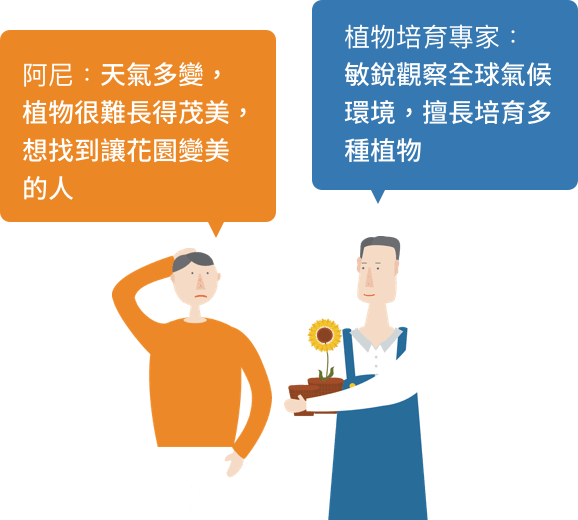 阿尼：天氣多變，
植物很難長得茂美，
想找到讓花園變美
的人
植物培育專家：
敏銳觀察全球氣候
環境，擅長培育多
種植物